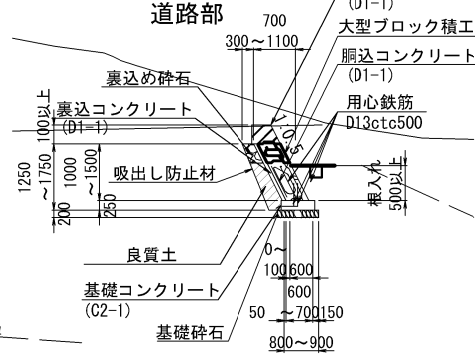 道路部
(D1-1)
700
300～1100
大型ブロック積工
胴込コンクリート
(D1-1)
裏込め砕石
用心鉄筋
D13ctc500
裏込コンクリート
(D1-1)
1:0.5
100以上
1250
～1750
1000
～1500
200
250
吸出し防止材
根入れ
500以上
良質土
0～
100
600
基礎コンクリート
(C2-1)
600
50
～700
150
基礎砕石
800～900